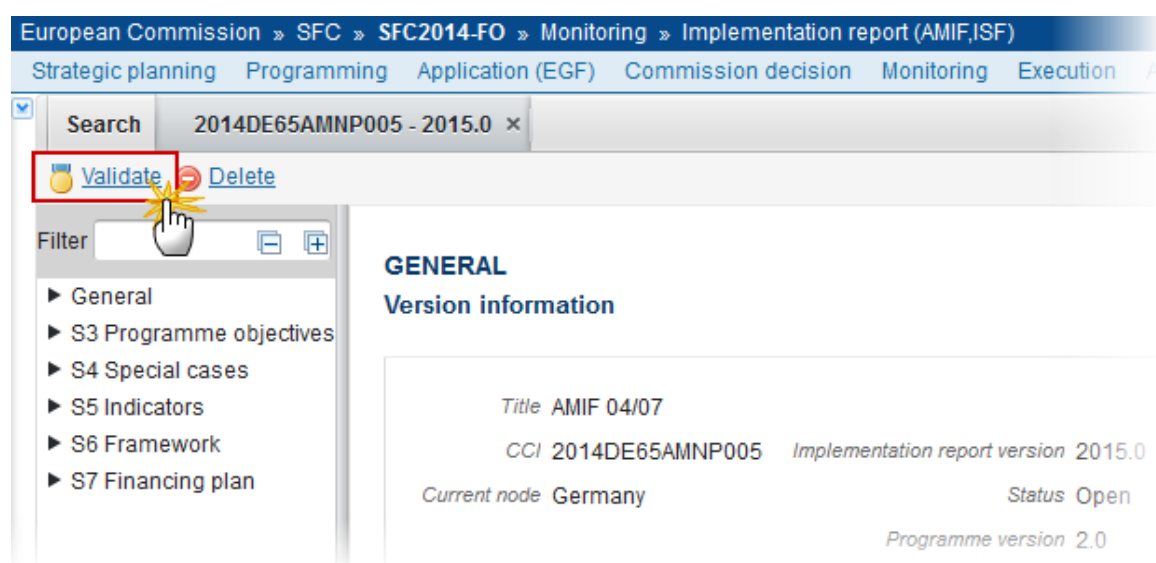 European Commission » SFC » SFC2014-FO » Monitoring » Implementation report (AMIF,ISF)
Strategic planning Programming Application (EGF) Commission decision Monitoring Execution
Search 2014DE65AMNP005 - 2015.0 ×
Validate Delete
Filter
GENERAL
Version information
General
S3 Programme objectives
S4 Special cases
S5 Indicators
S6 Framework
S7 Financing plan
Title AMIF 04/07
CCI 2014DE65AMNP005 Implementation report version 2015.0
Current node Germany Status Open
Programme version 2.0